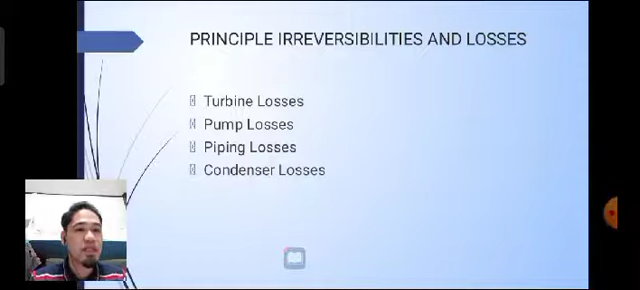 PRINCIPLE IRREVERSIBILITIES AND LOSSES
Turbine Losses
Pump Losses
Piping Losses
Condenser Losses